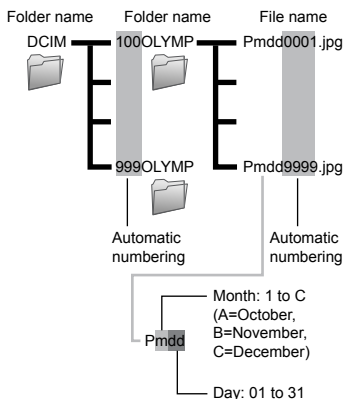 Folder name Folder name File name
DCIM 100OLYMP Pmdd0001.jpg
999OLYMP Pmdd9999.jpg
Automatic numbering Automatic numbering
Pmdd
Month: 1 to C
(A=October,
B=November,
C=December)
Day: 01 to 31